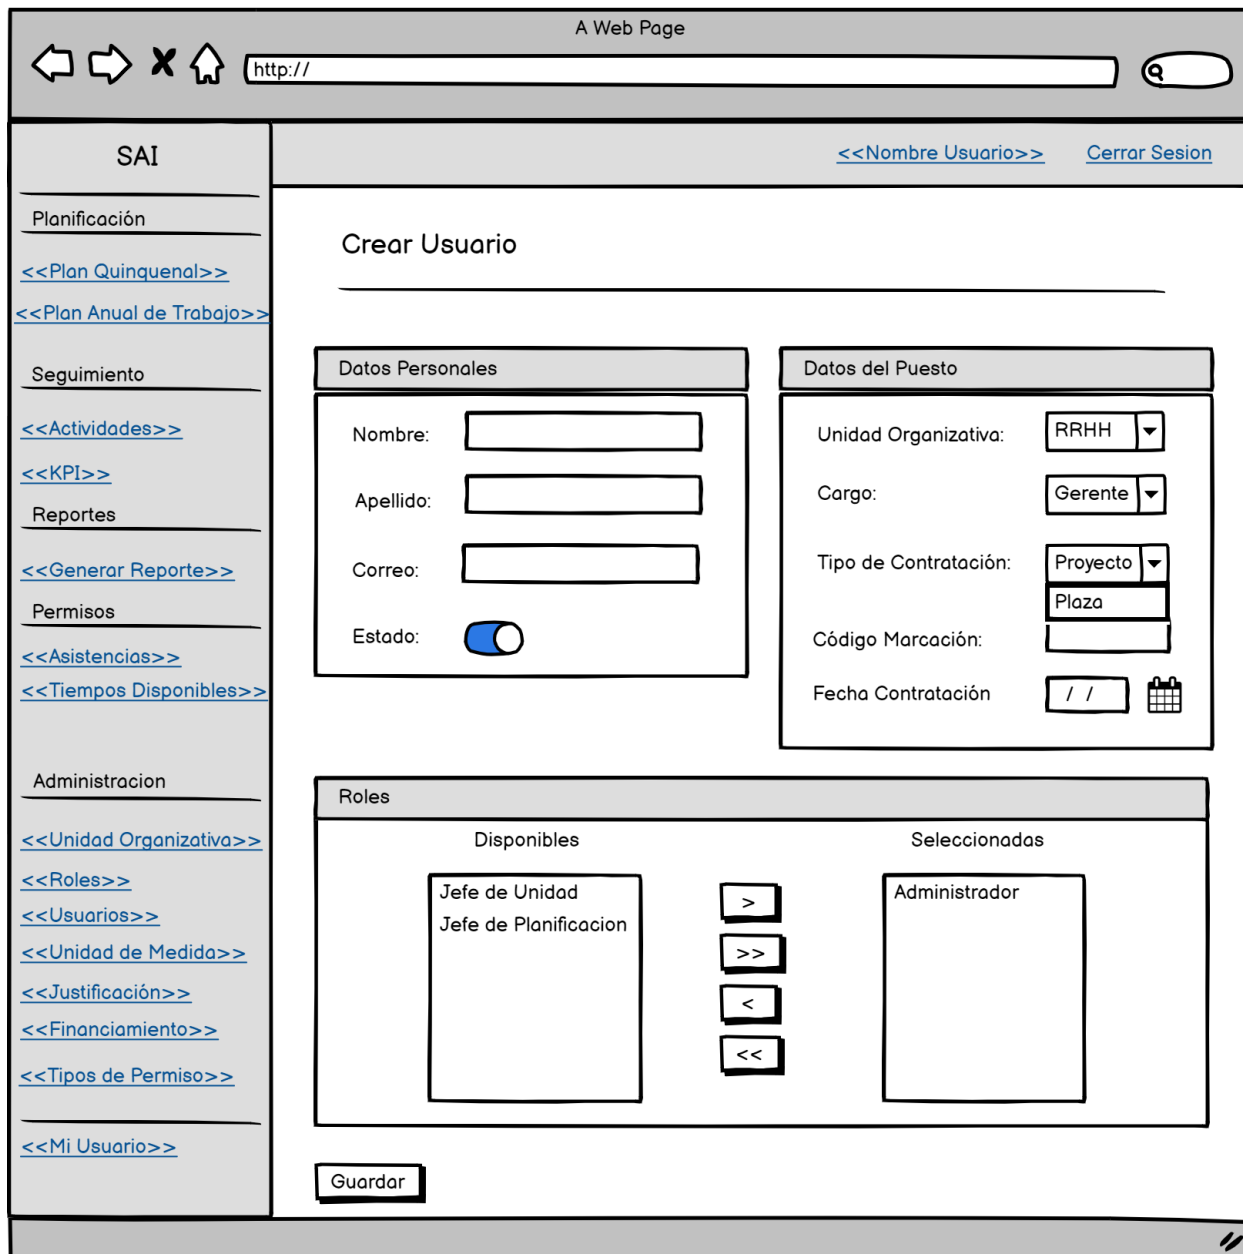 A Web Page
http://
SAI
<<Nombre Usuario>> Cerrar Sesion
Planificación
<<Plan Quinquenal>>
<<Plan Anual de Trabajo>>
Seguimiento
<<Actividades>>
<<KPI>>
Reportes
<<Generar Reporte>>
Permisos
<<Asistencias>>
<<Tiempos Disponibles>>
Administracion
<<Unidad Organizativa>>
<<Roles>>
<<Usuarios>>
<<Unidad de Medida>>
<<Justificación>>
<<Financiamiento>>
<<Tipos de Permiso>>
<<Mi Usuario>>
Crear Usuario
Datos Personales
Nombre:
Apellido:
Correo:
Estado:
Datos del Puesto
Unidad Organizativa: RRHH
Cargo: Gerente
Tipo de Contratación: Proyecto
Plaza
Código Marcación:
Fecha Contratación / /
Roles
Disponibles
Jefe de Unidad
Jefe de Planificacion
>
>>
<
<<
Seleccionadas
Administrador
Guardar